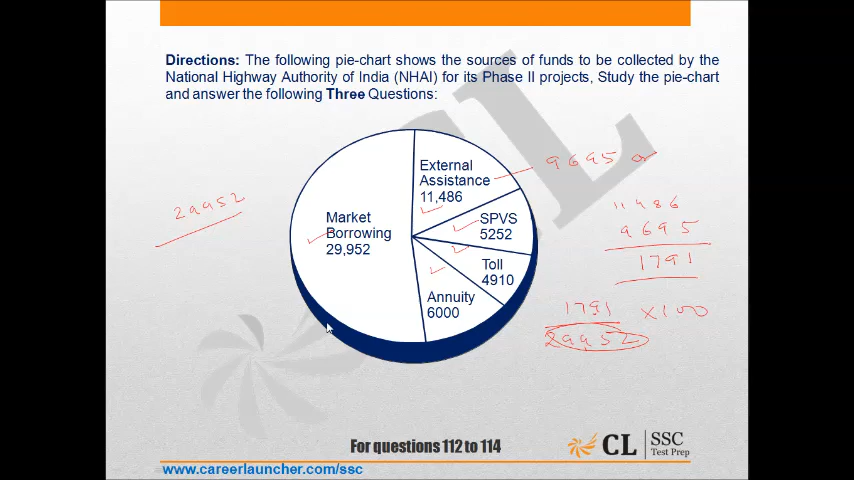 Directions: The following pie-chart shows the sources of funds to be collected by the
National Highway Authority of India (NHAI) for its Phase II projects, Study the pie-chart
and answer the following Three Questions:
External
Assistance
11,486
SPVS
5252
Toll
4910
Annuity
6000
Market
Borrowing
29,952
29952
9695 or
11486
9695
1791
1791 x100
29952
For questions 112 to 114
CL SSC
Test Prep
www.careerlauncher.com/ssc